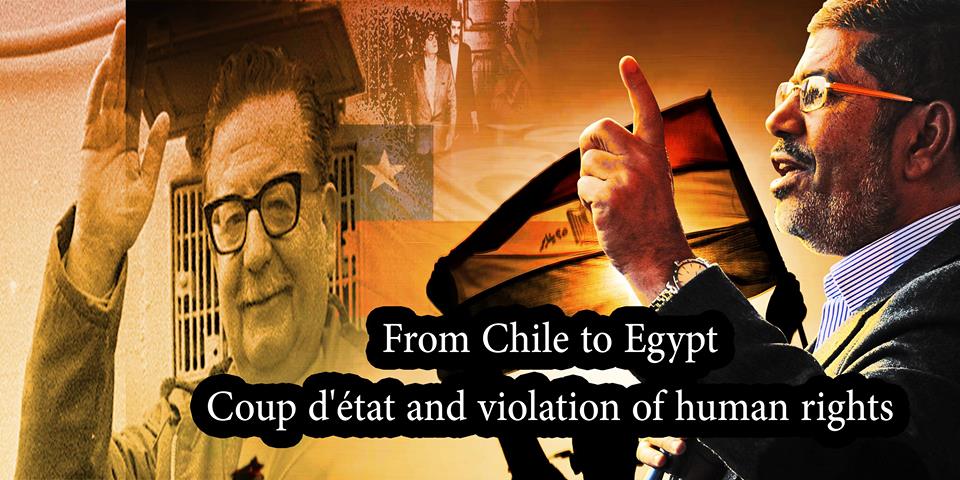 From Chile to Egypt
Coup d'état and violation of human rights